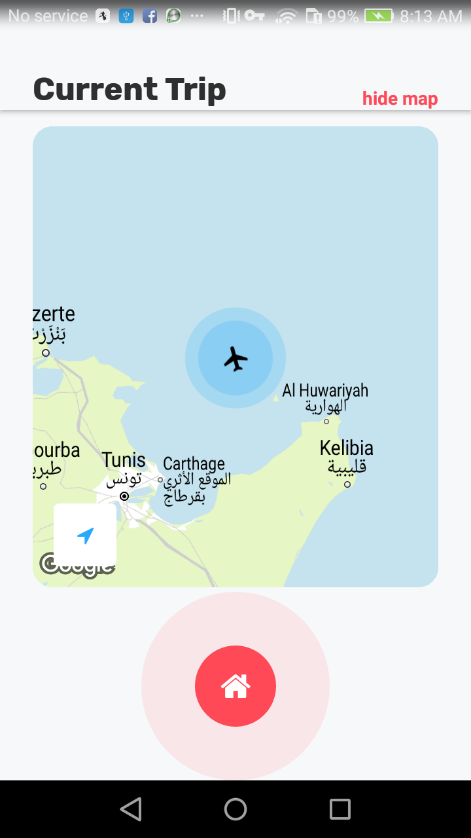 No service 99% 8:13 AM
Current Trip
hide map
zerte
بَنْزَرْت
Al Huwariyah
الهوارية
ourba
طبرب
Tunis
تونس
Carthage
الموقع الأثري
بقرطاج
Kelibia
قليبية
Google